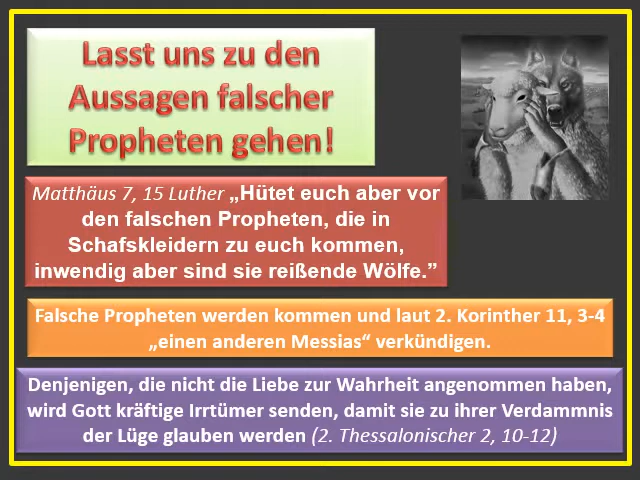 Lasst uns zu den
Aussagen falscher
Propheten gehen!
Matthäus 7, 15 Luther „Hütet euch aber vor
den falschen Propheten, die in
Schafskleidern zu euch kommen,
inwendig aber sind sie reißende Wölfe.”
Falsche Propheten werden kommen und laut 2. Korinther 11, 3-4
„einen anderen Messias“ verkündigen.
Denjenigen, die nicht die Liebe zur Wahrheit angenommen haben,
wird Gott kräftige Irrtümer senden, damit sie zu ihrer Verdammnis
der Lüge glauben werden (2. Thessalonischer 2, 10-12)